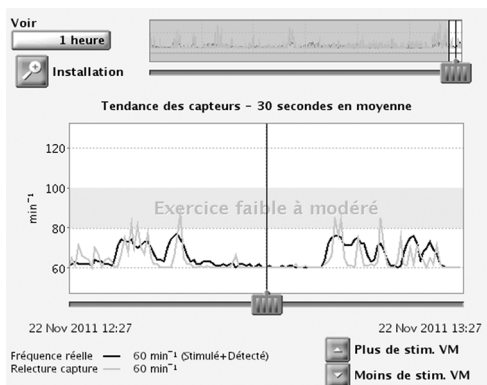 Voir
1 heure
Installation
Tendance des capteurs – 30 secondes en moyenne
120
100
80
60
min⁻¹
Exercice faible à modéré
22 Nov 2011 12:27
22 Nov 2011 13:27
Fréquence réelle 60 min⁻¹ (Stimulé+Détecté)
Relecture capture 60 min⁻¹
Plus de stim. VM
Moins de stim. VM